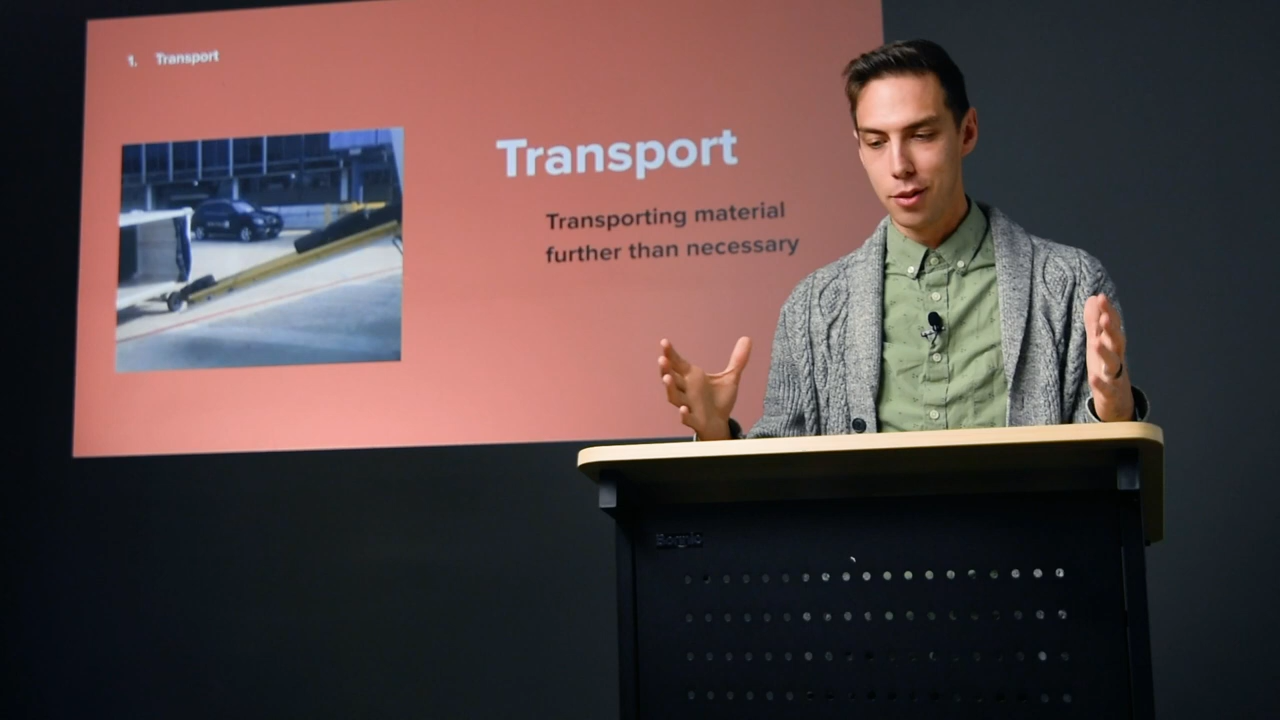 1. Transport
Transport
Transporting material
further than necessary